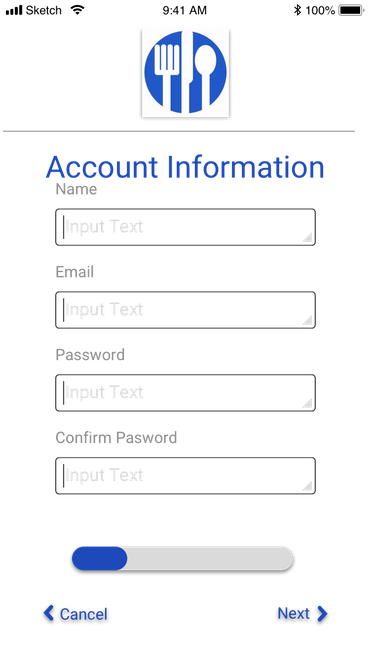 Sketch 9:41 AM 100%
Account Information
Name
Input Text
Email
Input Text
Password
Input Text
Confirm Pasword
Input Text
Cancel Next